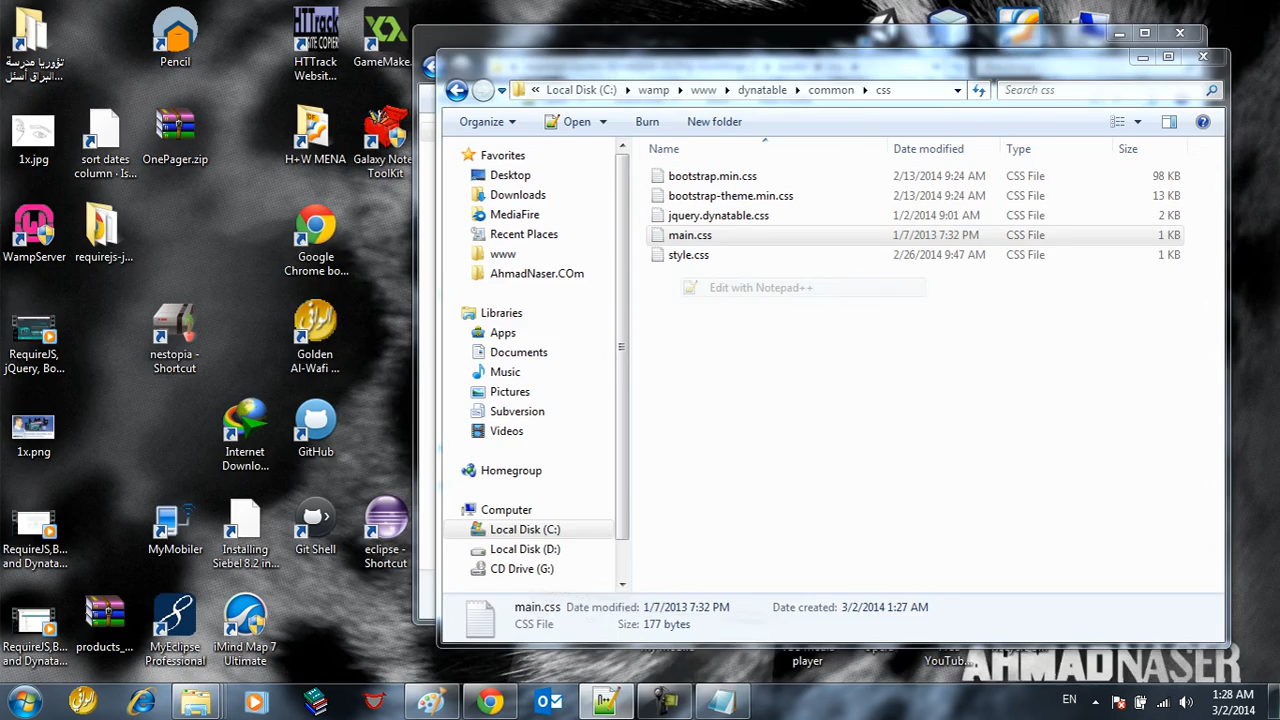 تؤوريا مدرسة
البراق أسئل...
Pencil
HTTrack
SITE COPIER
HTTrack
Websit...
GameMake...
1x.jpg
sort dates
column · Is...
OnePager.zip
H+W MENA
Galaxy Note
ToolKit
WampServer
requirejs-j...
Google
Chrome bo...
RequireJS,
jQuery, Bo...
nestopia -
Shortcut
الوافي
Golden
Al-Wafi ...
1x.png
Internet
Downlo...
GitHub
RequireJS,B...
and Dynata...
MyMobiler
Installing
Siebel 8.2 in...
Git Shell
eclipse -
Shortcut
RequireJS,B...
and Dynata...
products_...
MyEclipse
Professional
iMind Map 7
Ultimate
« Local Disk (C:) wamp www dynatable common css
Search css
Organize Open Burn New folder
Name Date modified Type Size
bootstrap.min.css 2/13/2014 9:24 AM CSS File 98 KB
bootstrap-theme.min.css 2/13/2014 9:24 AM CSS File 13 KB
jquery.dynatable.css 1/2/2014 9:01 AM CSS File 2 KB
main.css 1/7/2013 7:32 PM CSS File 1 KB
style.css 2/26/2014 9:47 AM CSS File 1 KB
Edit with Notepad++
Favorites
Desktop
Downloads
MediaFire
Recent Places
www
AhmadNaser.COm
Libraries
Apps
Documents
Music
Pictures
Subversion
Videos
Homegroup
Computer
Local Disk (C:)
Local Disk (D:)
CD Drive (G:)
main.css Date modified: 1/7/2013 7:32 PM Date created: 3/2/2014 1:27 AM
CSS File Size: 177 bytes
player
YouTub...
AHMADNASER
EN
1:28 AM
3/2/2014